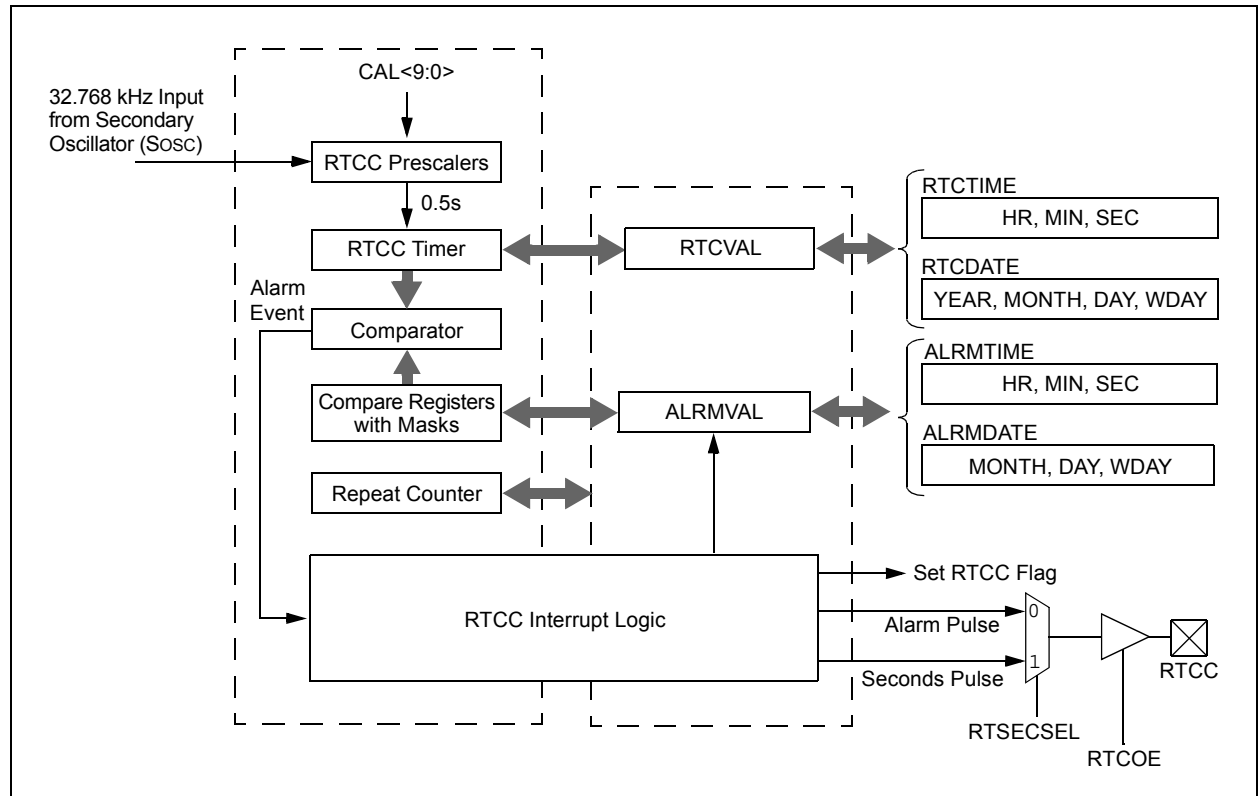 CAL<9:0>
32.768 kHz Input
from Secondary
Oscillator (SOSC)
RTCC Prescalers
0.5s
RTCC Timer
RTCVAL
RTCTIME
HR, MIN, SEC
RTCDATE
YEAR, MONTH, DAY, WDAY
Alarm
Event
Comparator
Compare Registers
with Masks
ALRMVAL
ALRMTIME
HR, MIN, SEC
ALRMDATE
MONTH, DAY, WDAY
Repeat Counter
RTCC Interrupt Logic
Set RTCC Flag
Alarm Pulse
Seconds Pulse
0
1
RTSECSEL
RTCOE
RTCC